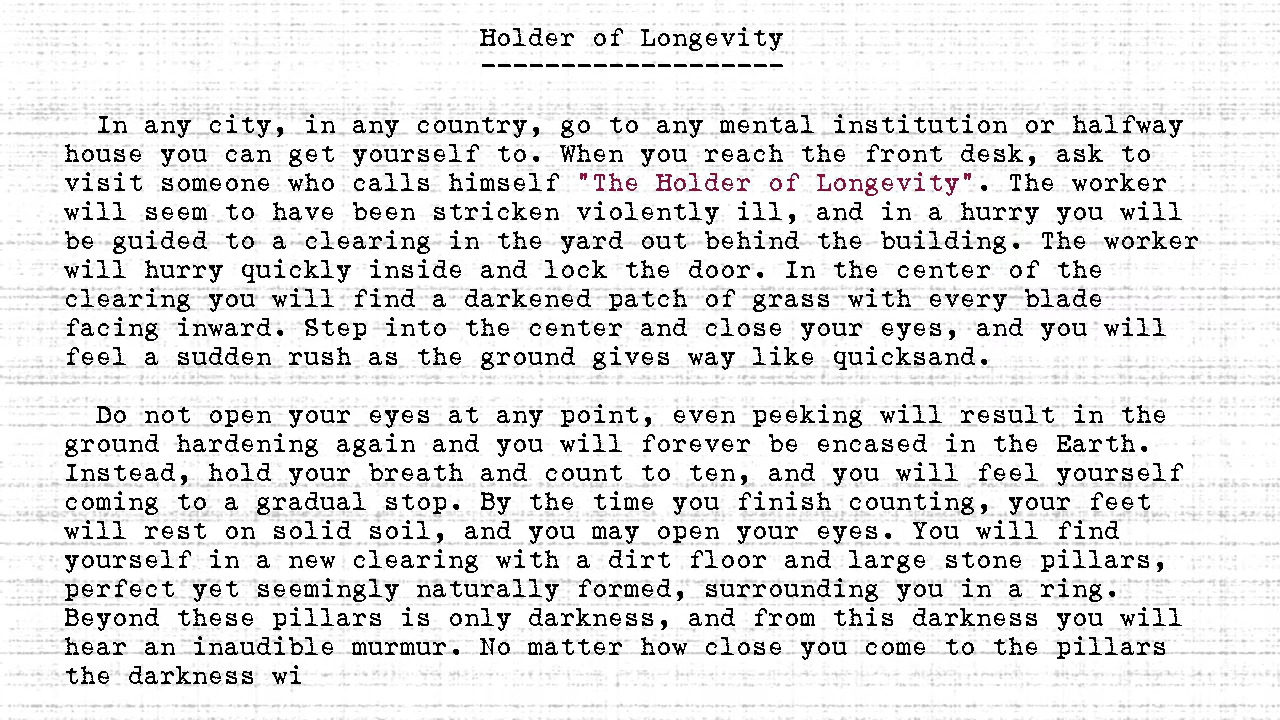 Holder of Longevity
-------------------
In any city, in any country, go to any mental institution or halfway
house you can get yourself to. When you reach the front desk, ask to
visit someone who calls himself "The Holder of Longevity". The worker
will seem to have been stricken violently ill, and in a hurry you will
be guided to a clearing in the yard out behind the building. The worker
will hurry quickly inside and lock the door. In the center of the
clearing you will find a darkened patch of grass with every blade
facing inward. Step into the center and close your eyes, and you will
feel a sudden rush as the ground gives way like quicksand.
Do not open your eyes at any point, even peeking will result in the
ground hardening again and you will forever be encased in the Earth.
Instead, hold your breath and count to ten, and you will feel yourself
coming to a gradual stop. By the time you finish counting, your feet
will rest on solid soil, and you may open your eyes. You will find
yourself in a new clearing with a dirt floor and large stone pillars,
perfect yet seemingly naturally formed, surrounding you in a ring.
Beyond these pillars is only darkness, and from this darkness you will
hear an inaudible murmur. No matter how close you come to the pillars
the darkness wi